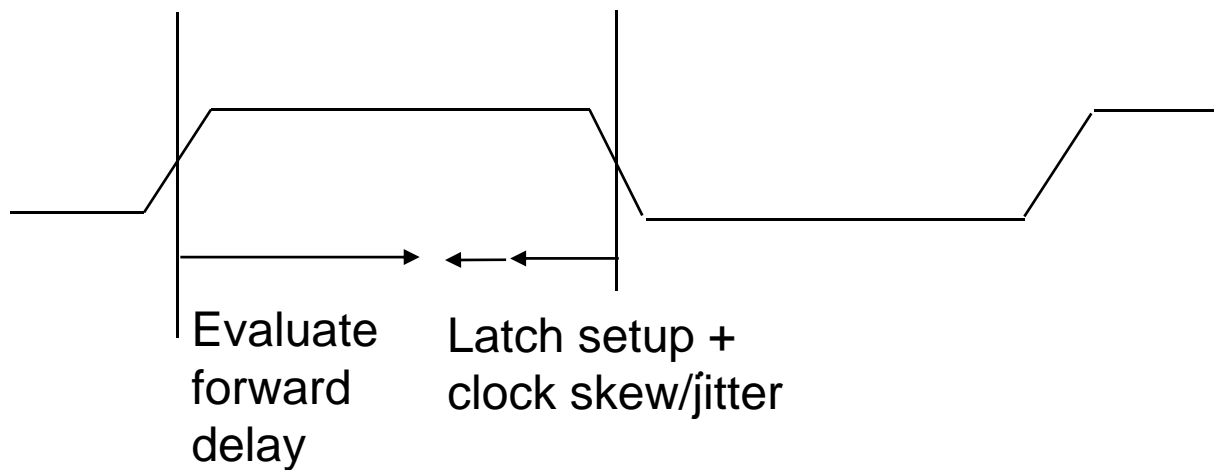 Evaluate
forward
delay
Latch setup +
clock skew/jitter